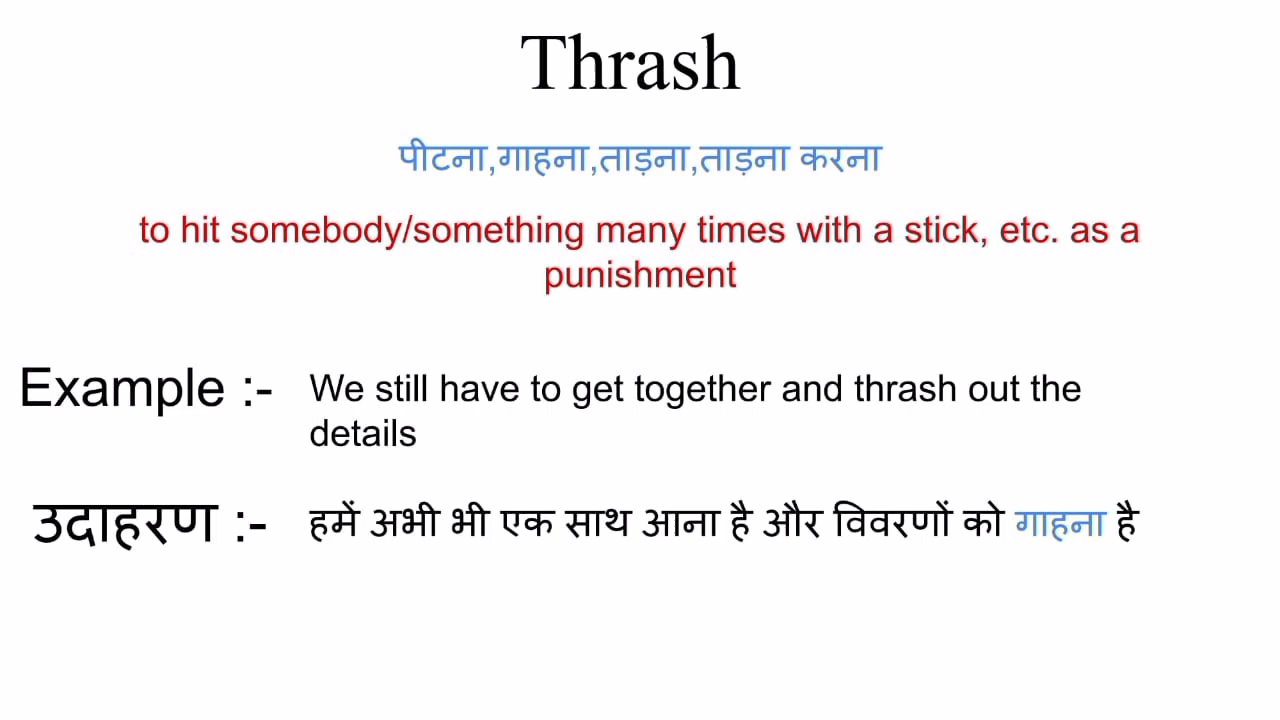 Thrash
पीटना,गाहना,ताड़ना,ताड़ना करना
to hit somebody/something many times with a stick, etc. as a
punishment
Example :- We still have to get together and thrash out the
details
उदाहरण :- हमें अभी भी एक साथ आना है और विवरणों को गाहना है